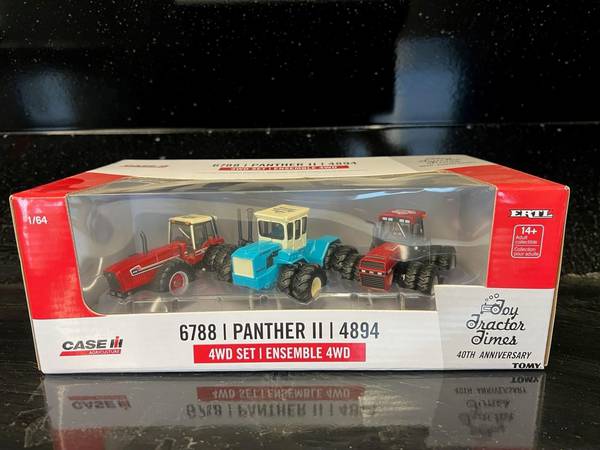 6788 | PANTHER II | 4894
4WD SET | ENSEMBLE 4WD
1/64
ERTL
14+
Adult collectible
Collection pour adulte
CASE IH
AGRICULTURE
6788 | PANTHER II | 4894
4WD SET | ENSEMBLE 4WD
Toy
Tractor
Times
40TH ANNIVERSARY
TOMY